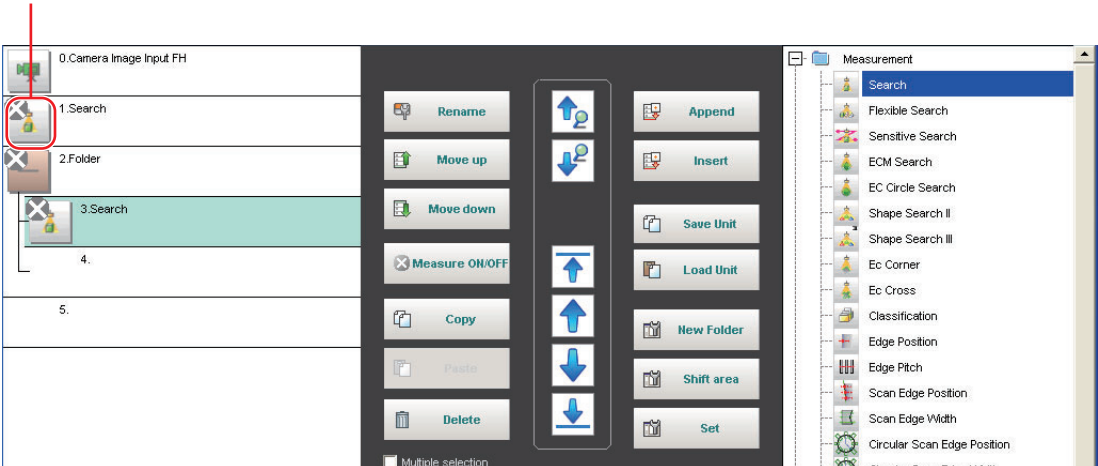 0.Camera Image Input FH
1.Search
2.Folder
3.Search
4.
5.
Rename
Move up
Move down
Measure ON/OFF
Copy
Paste
Delete
Multiple selection
Append
Insert
Save Unit
Load Unit
New Folder
Shift area
Set
Measurement
Search
Flexible Search
Sensitive Search
ECM Search
EC Circle Search
Shape Search II
3
Shape Search III
Ec Corner
Ec Cross
Classification
Edge Position
Edge Pitch
Scan Edge Position
Scan Edge Width
Circular Scan Edge Position